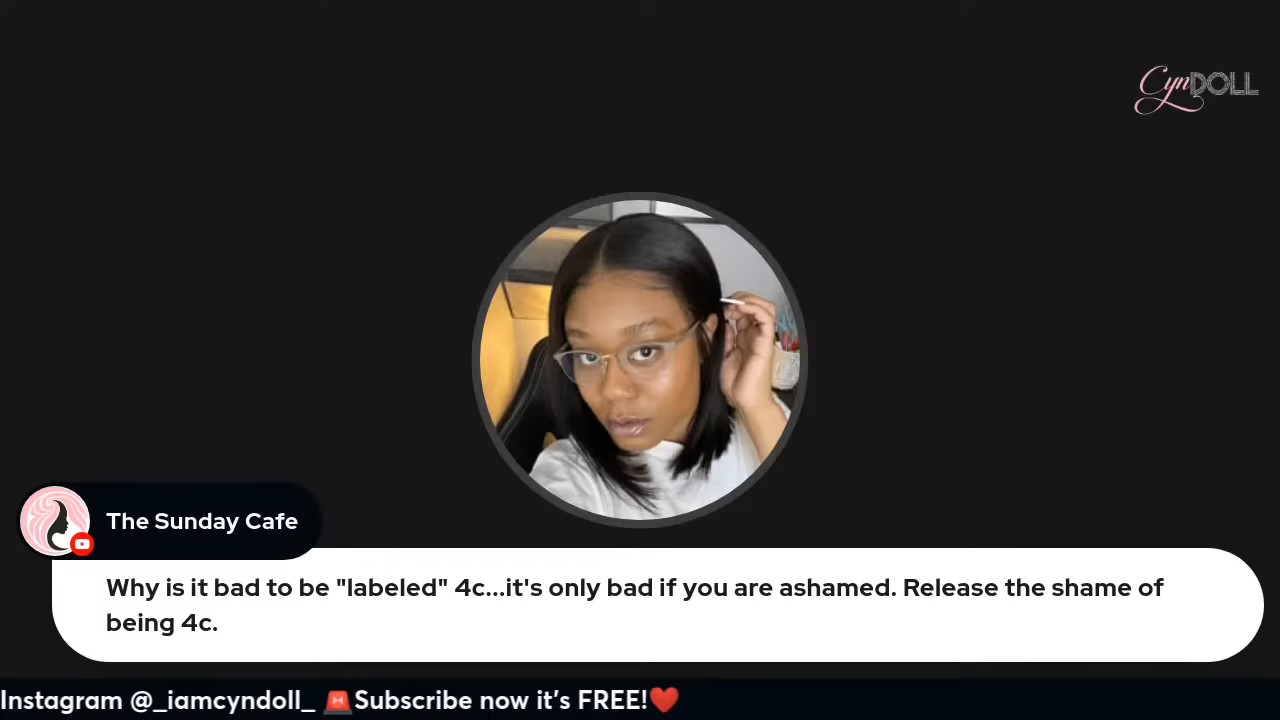 CynDOLL
The Sunday Cafe
Why is it bad to be "labeled" 4c...it's only bad if you are ashamed. Release the shame of
being 4c.
Instagram @_iamcyndoll_ 🚨Subscribe now it's FREE!❤️